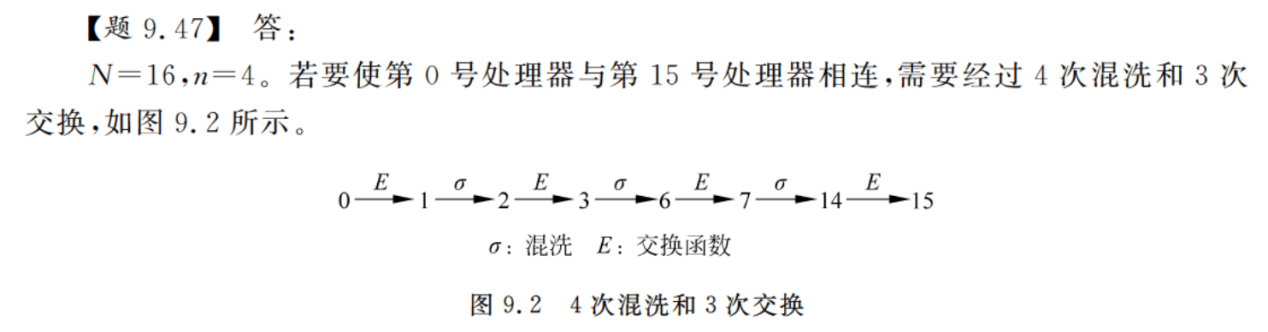 【题 9.47】 答：
N=16,n=4。若要使第 0 号处理器与第 15 号处理器相连,需要经过 4 次混洗和 3 次
交换,如图 9.2 所示。
E σ E σ E σ E
0 1 2 3 6 7 14 15
σ：混洗 E：交换函数
图 9.2 4 次混洗和 3 次交换